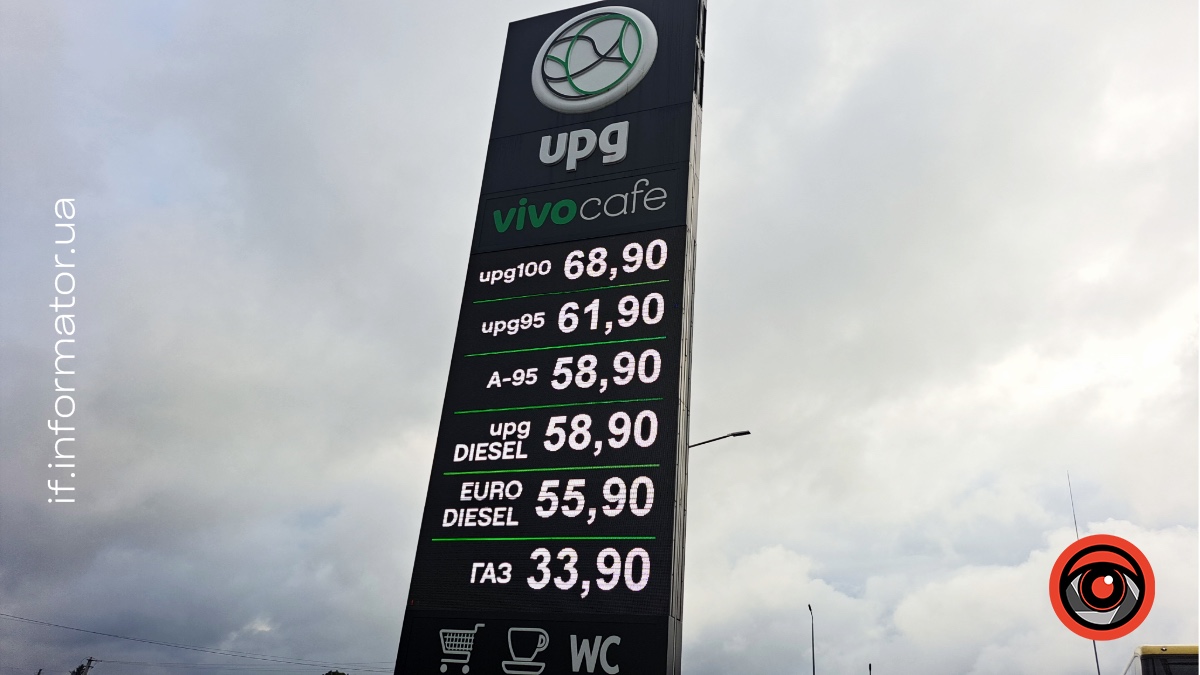 upg
vivocafe
upg100 68,90
upg95 61,90
A-95 58,90
upg
DIESEL 58,90
EURO
DIESEL 55,90
ГАЗ 33,90
WC
if.informator.ua